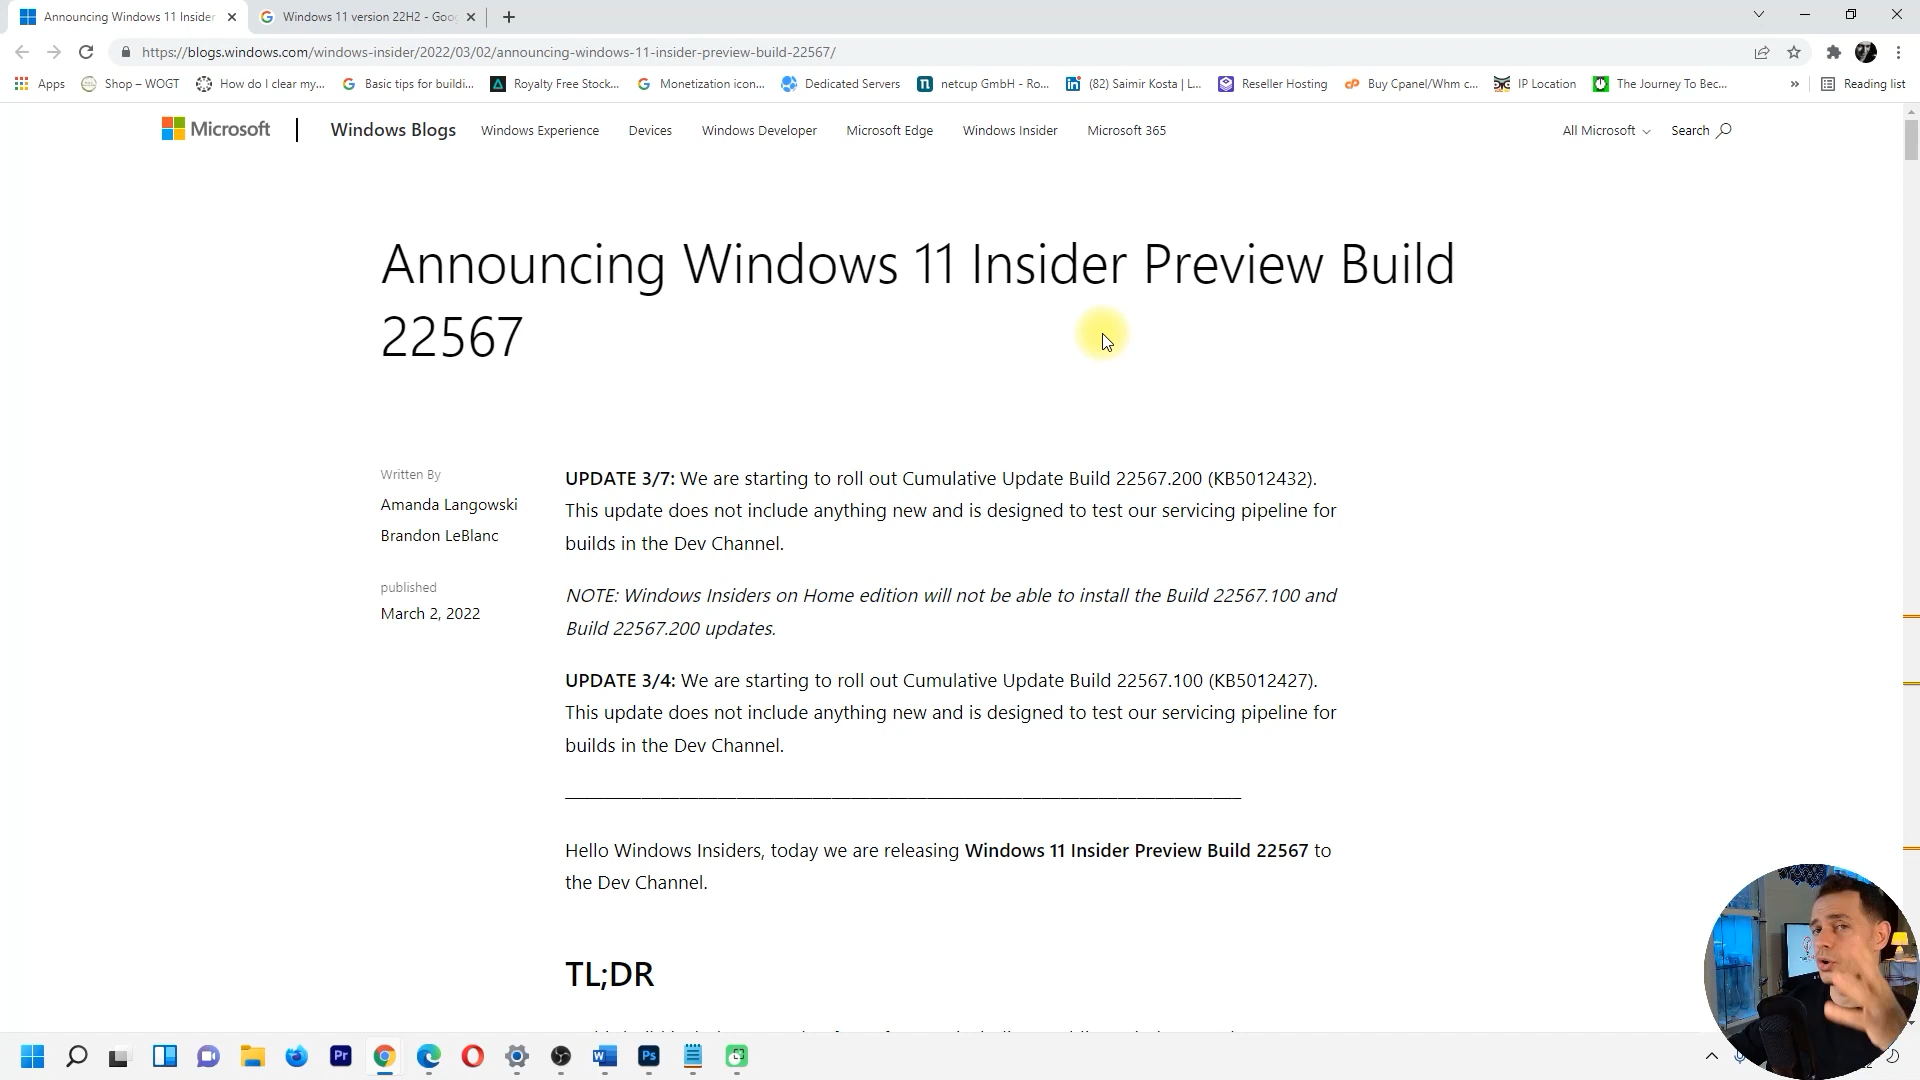 Announcing Windows 11 Insider
Windows 11 version 22H2 - Goo
https://blogs.windows.com/windows-insider/2022/03/02/announcing-windows-11-insider-preview-build-22567/
Apps
Shop – WOGT
How do I clear my...
Basic tips for buildi...
Royalty Free Stock...
Monetization icon...
Dedicated Servers
netcup GmbH - Ro...
(82) Saimir Kosta | L...
Reseller Hosting
Buy Cpanel/Whm c...
IP Location
The Journey To Bec...
»
Reading list
Microsoft
Windows Blogs
Windows Experience
Devices
Windows Developer
Microsoft Edge
Windows Insider
Microsoft 365
All Microsoft
Search
Announcing Windows 11 Insider Preview Build
22567
Written By
Amanda Langowski
Brandon LeBlanc
published
March 2, 2022
UPDATE 3/7: We are starting to roll out Cumulative Update Build 22567.200 (KB5012432).
This update does not include anything new and is designed to test our servicing pipeline for
builds in the Dev Channel.
NOTE: Windows Insiders on Home edition will not be able to install the Build 22567.100 and
Build 22567.200 updates.
UPDATE 3/4: We are starting to roll out Cumulative Update Build 22567.100 (KB5012427).
This update does not include anything new and is designed to test our servicing pipeline for
builds in the Dev Channel.
Hello Windows Insiders, today we are releasing Windows 11 Insider Preview Build 22567 to
the Dev Channel.
TL;DR
Pr
Ps